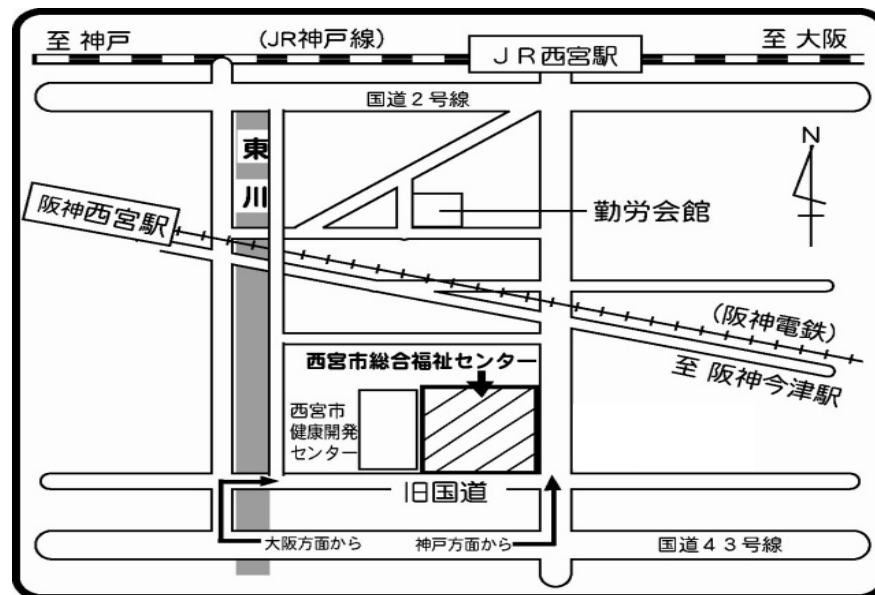 至 神戸
(JR神戸線)
JR西宮駅
至 大阪
国道2号線
東川
N
阪神西宮駅
勤労会館
(阪神電鉄)
至 阪神今津駅
西宮市総合福祉センター
西宮市
健康開発
センター
旧国道
大阪方面から
神戸方面から
国道43号線